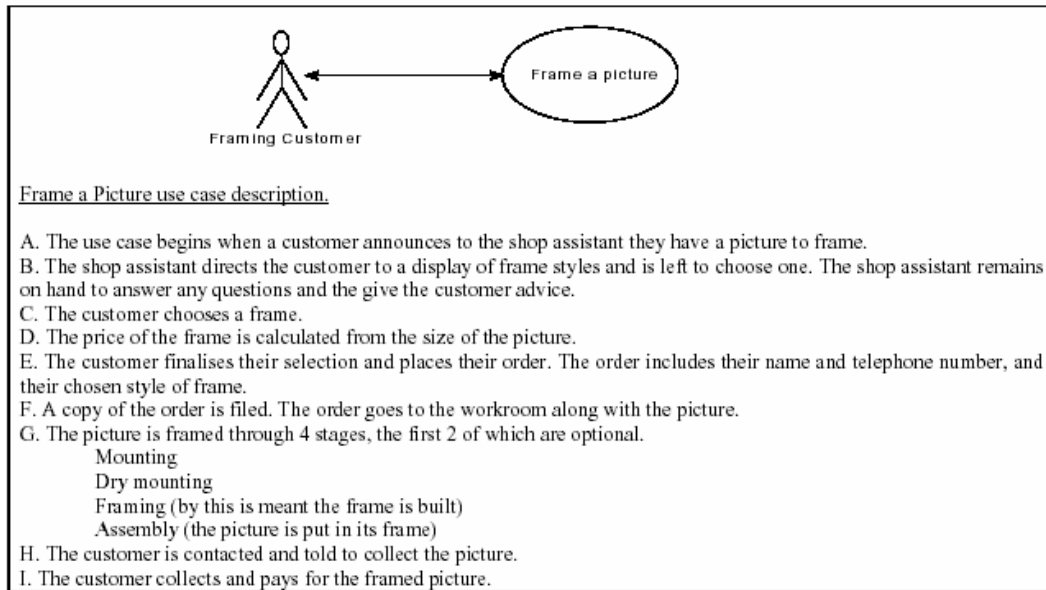 Frame a picture
Framing Customer
Frame a Picture use case description.
A. The use case begins when a customer announces to the shop assistant they have a picture to frame.
B. The shop assistant directs the customer to a display of frame styles and is left to choose one. The shop assistant remains
on hand to answer any questions and the give the customer advice.
C. The customer chooses a frame.
D. The price of the frame is calculated from the size of the picture.
E. The customer finalises their selection and places their order. The order includes their name and telephone number, and
their chosen style of frame.
F. A copy of the order is filed. The order goes to the workroom along with the picture.
G. The picture is framed through 4 stages, the first 2 of which are optional.
Mounting
Dry mounting
Framing (by this is meant the frame is built)
Assembly (the picture is put in its frame)
H. The customer is contacted and told to collect the picture.
I. The customer collects and pays for the framed picture.